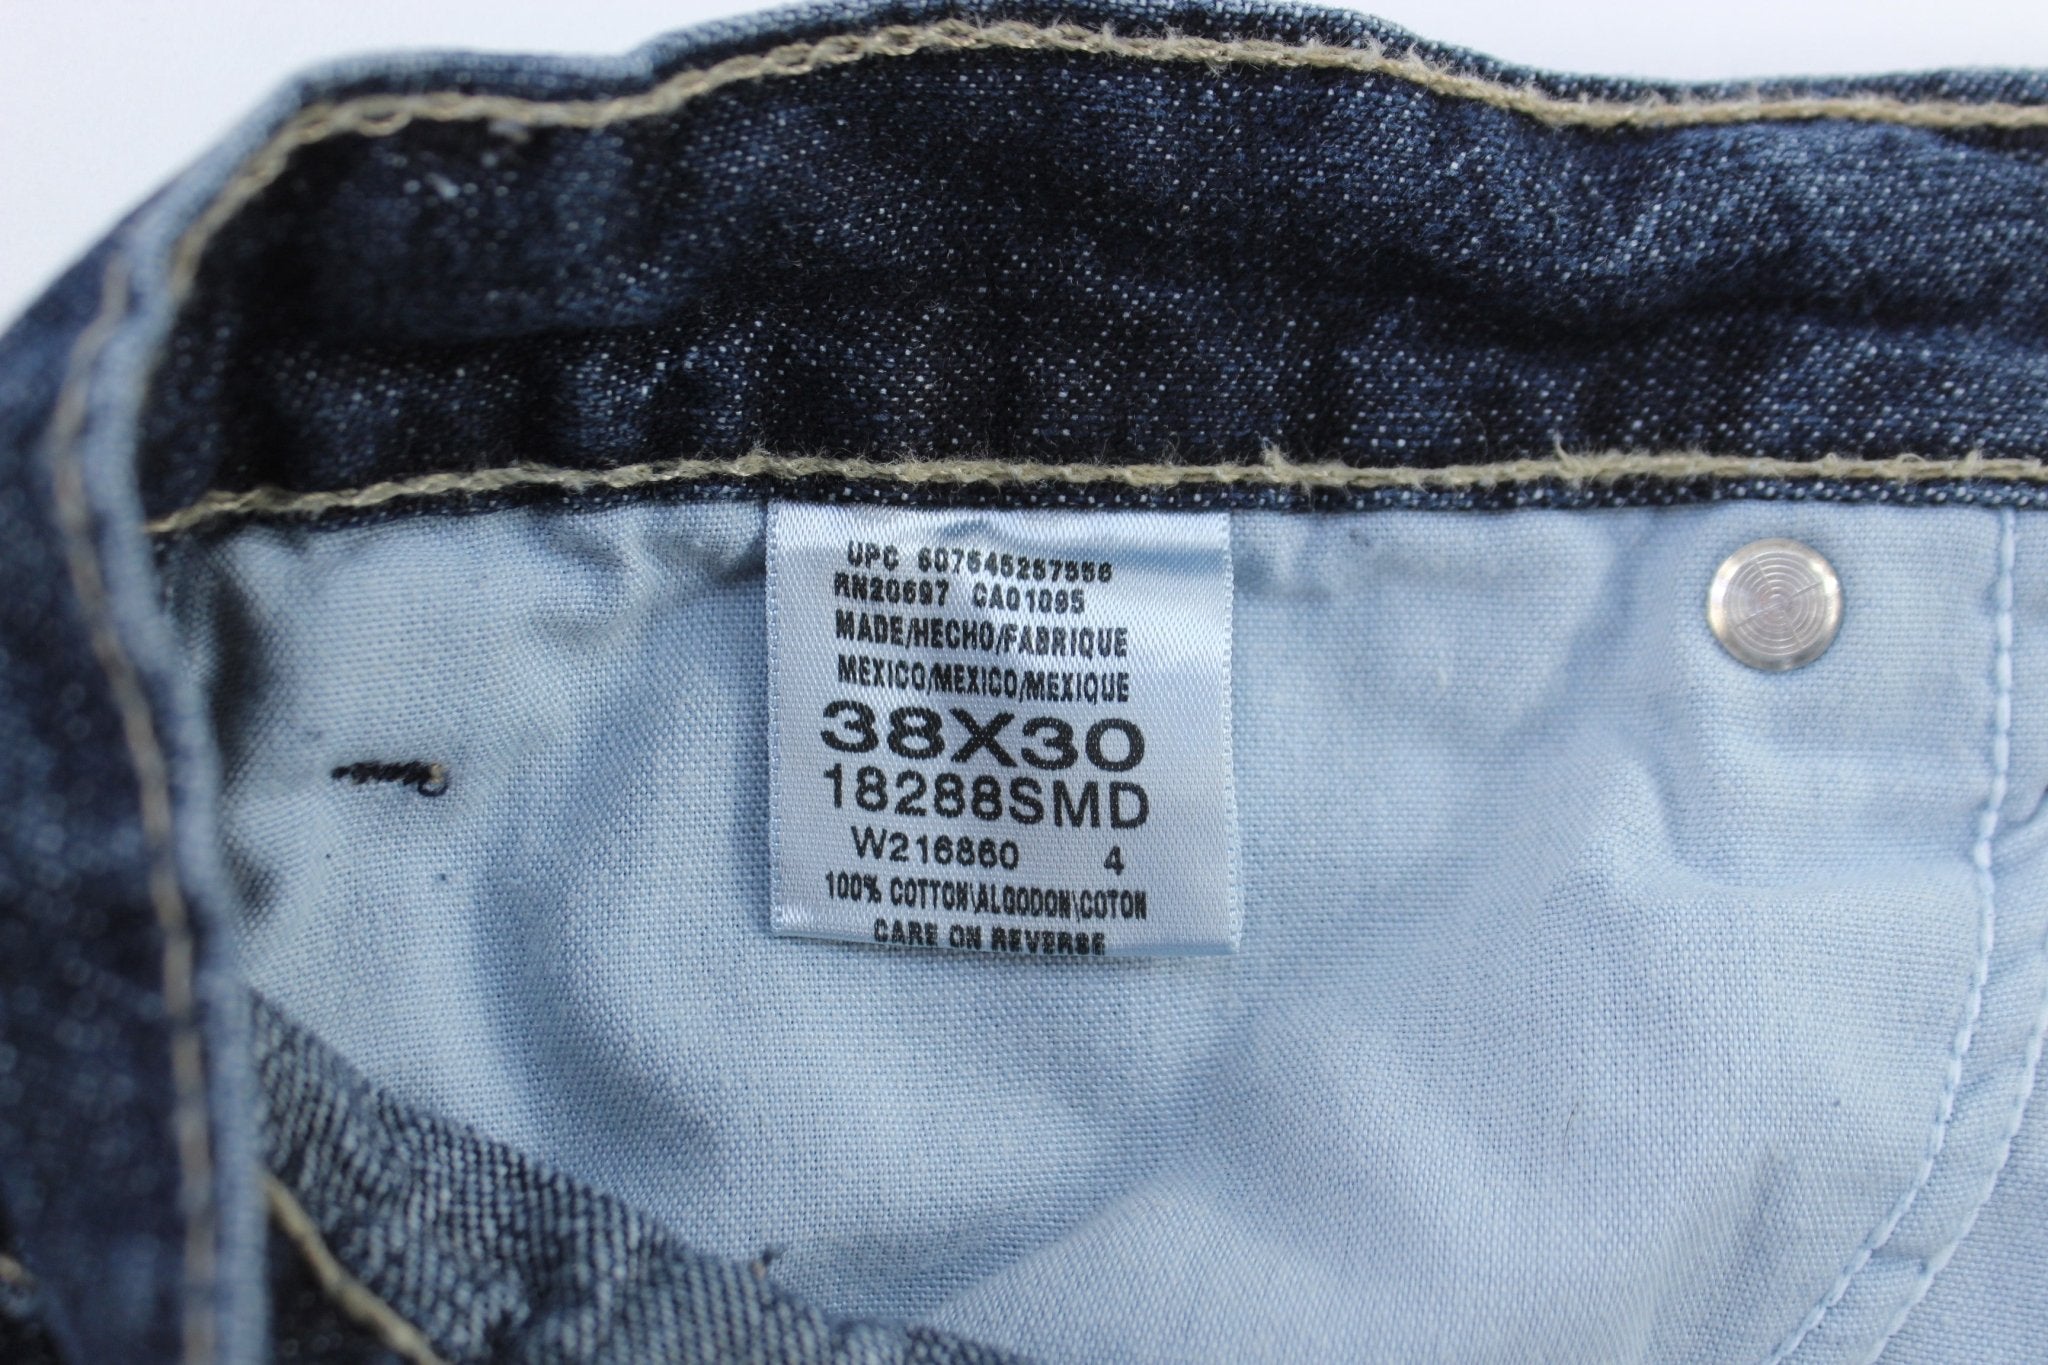 UPC 607645257556
RN20697 CA01095
MADE/HECHO/FABRIQUE
MEXICO/MEXICO/MEXIQUE
38X30
18288SMD
W216860 4
100% COTTON\ALGODON\COTON
CARE ON REVERSE